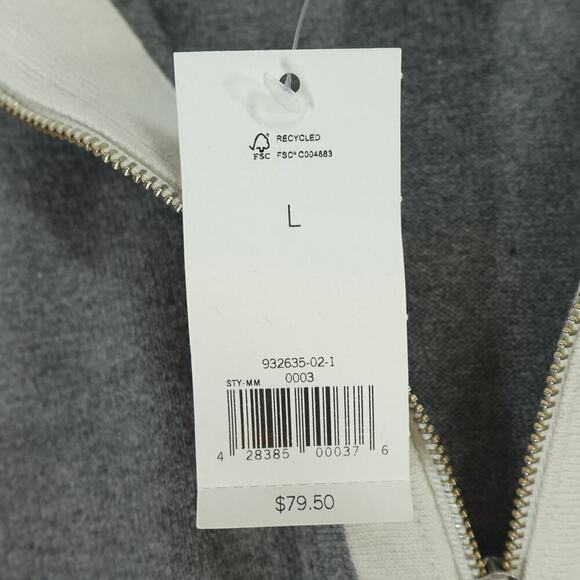 RECYCLED
FSC FSC® C004883
L
932635-02-1
STY-MM 0003
4 28385 00037 6
$79.50